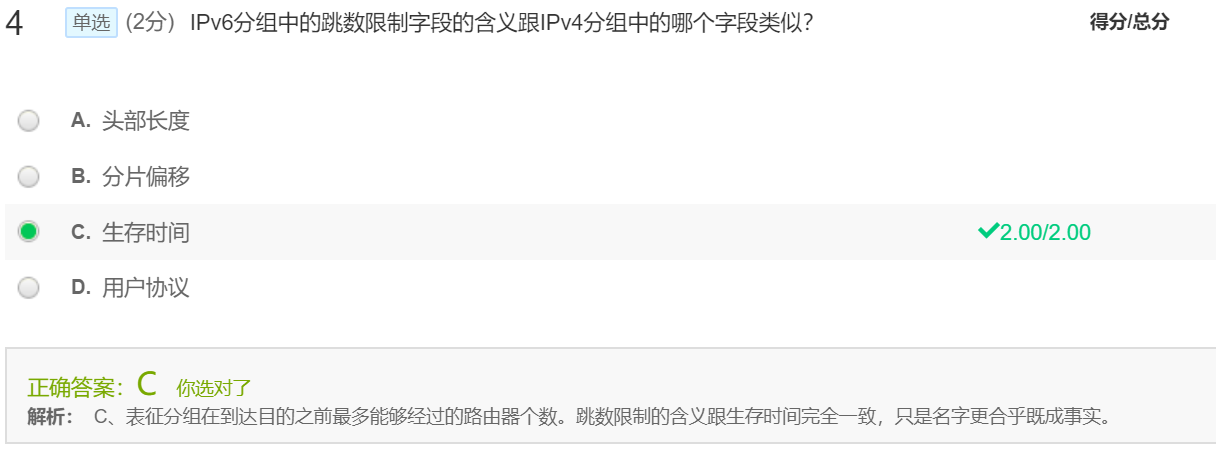 4 单选 (2分) IPv6分组中的跳数限制字段的含义跟IPv4分组中的哪个字段类似? 得分/总分
A. 头部长度
B. 分片偏移
C. 生存时间 2.00/2.00
D. 用户协议
正确答案：C 你选对了
解析： C、表征分组在到达目的之前最多能够经过的路由器个数。跳数限制的含义跟生存时间完全一致，只是名字更合乎既成事实。